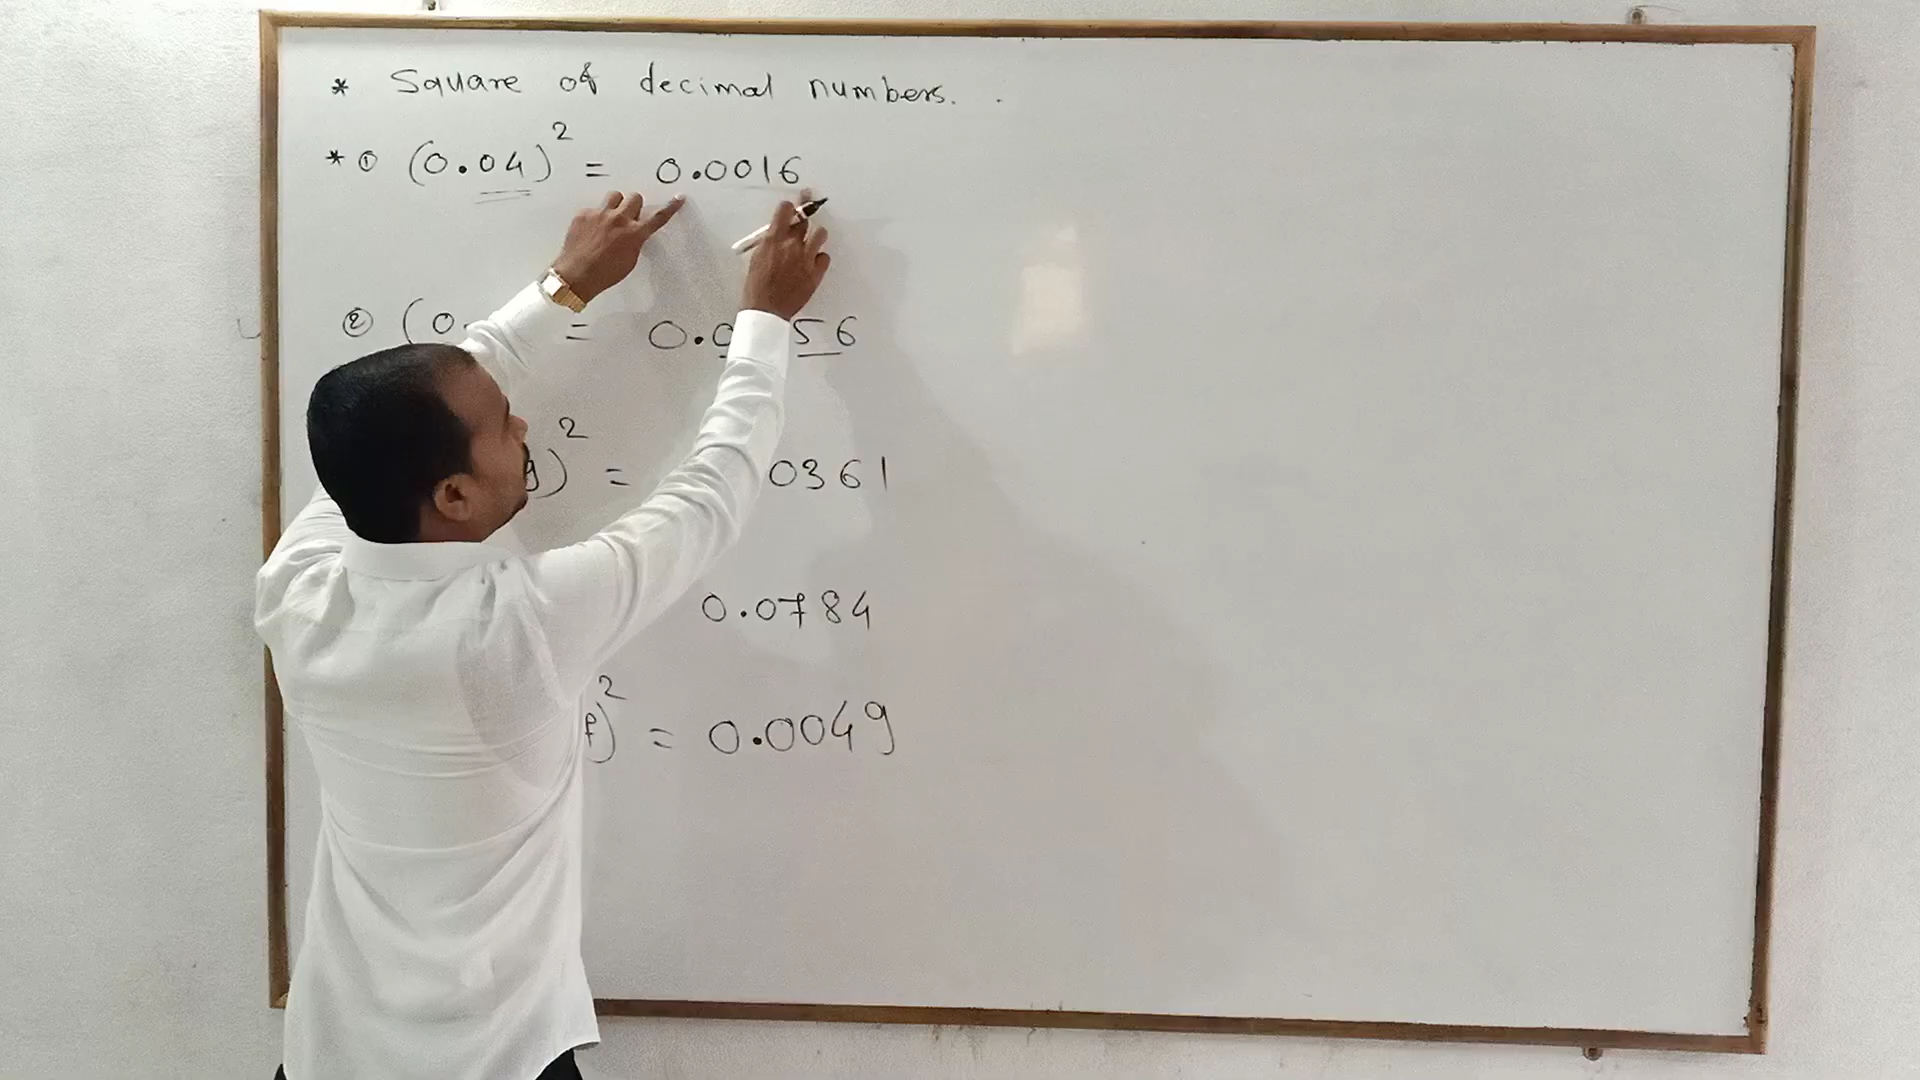 * Square of decimal numbers.
* ① (0.04)² = 0.0016
② (0. = 0.0 56
9)² = 0361
0.0784
)² = 0.0049